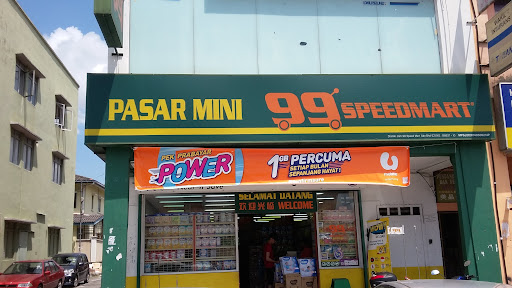 PASAR MINI 99 SPEEDMART
PEK PRABAYAR
POWER
1GB PERCUMA
SETIAP BULAN
SEPANJANG HAYAT!
SELAMAT DATANG
欢迎光临 WELCOME